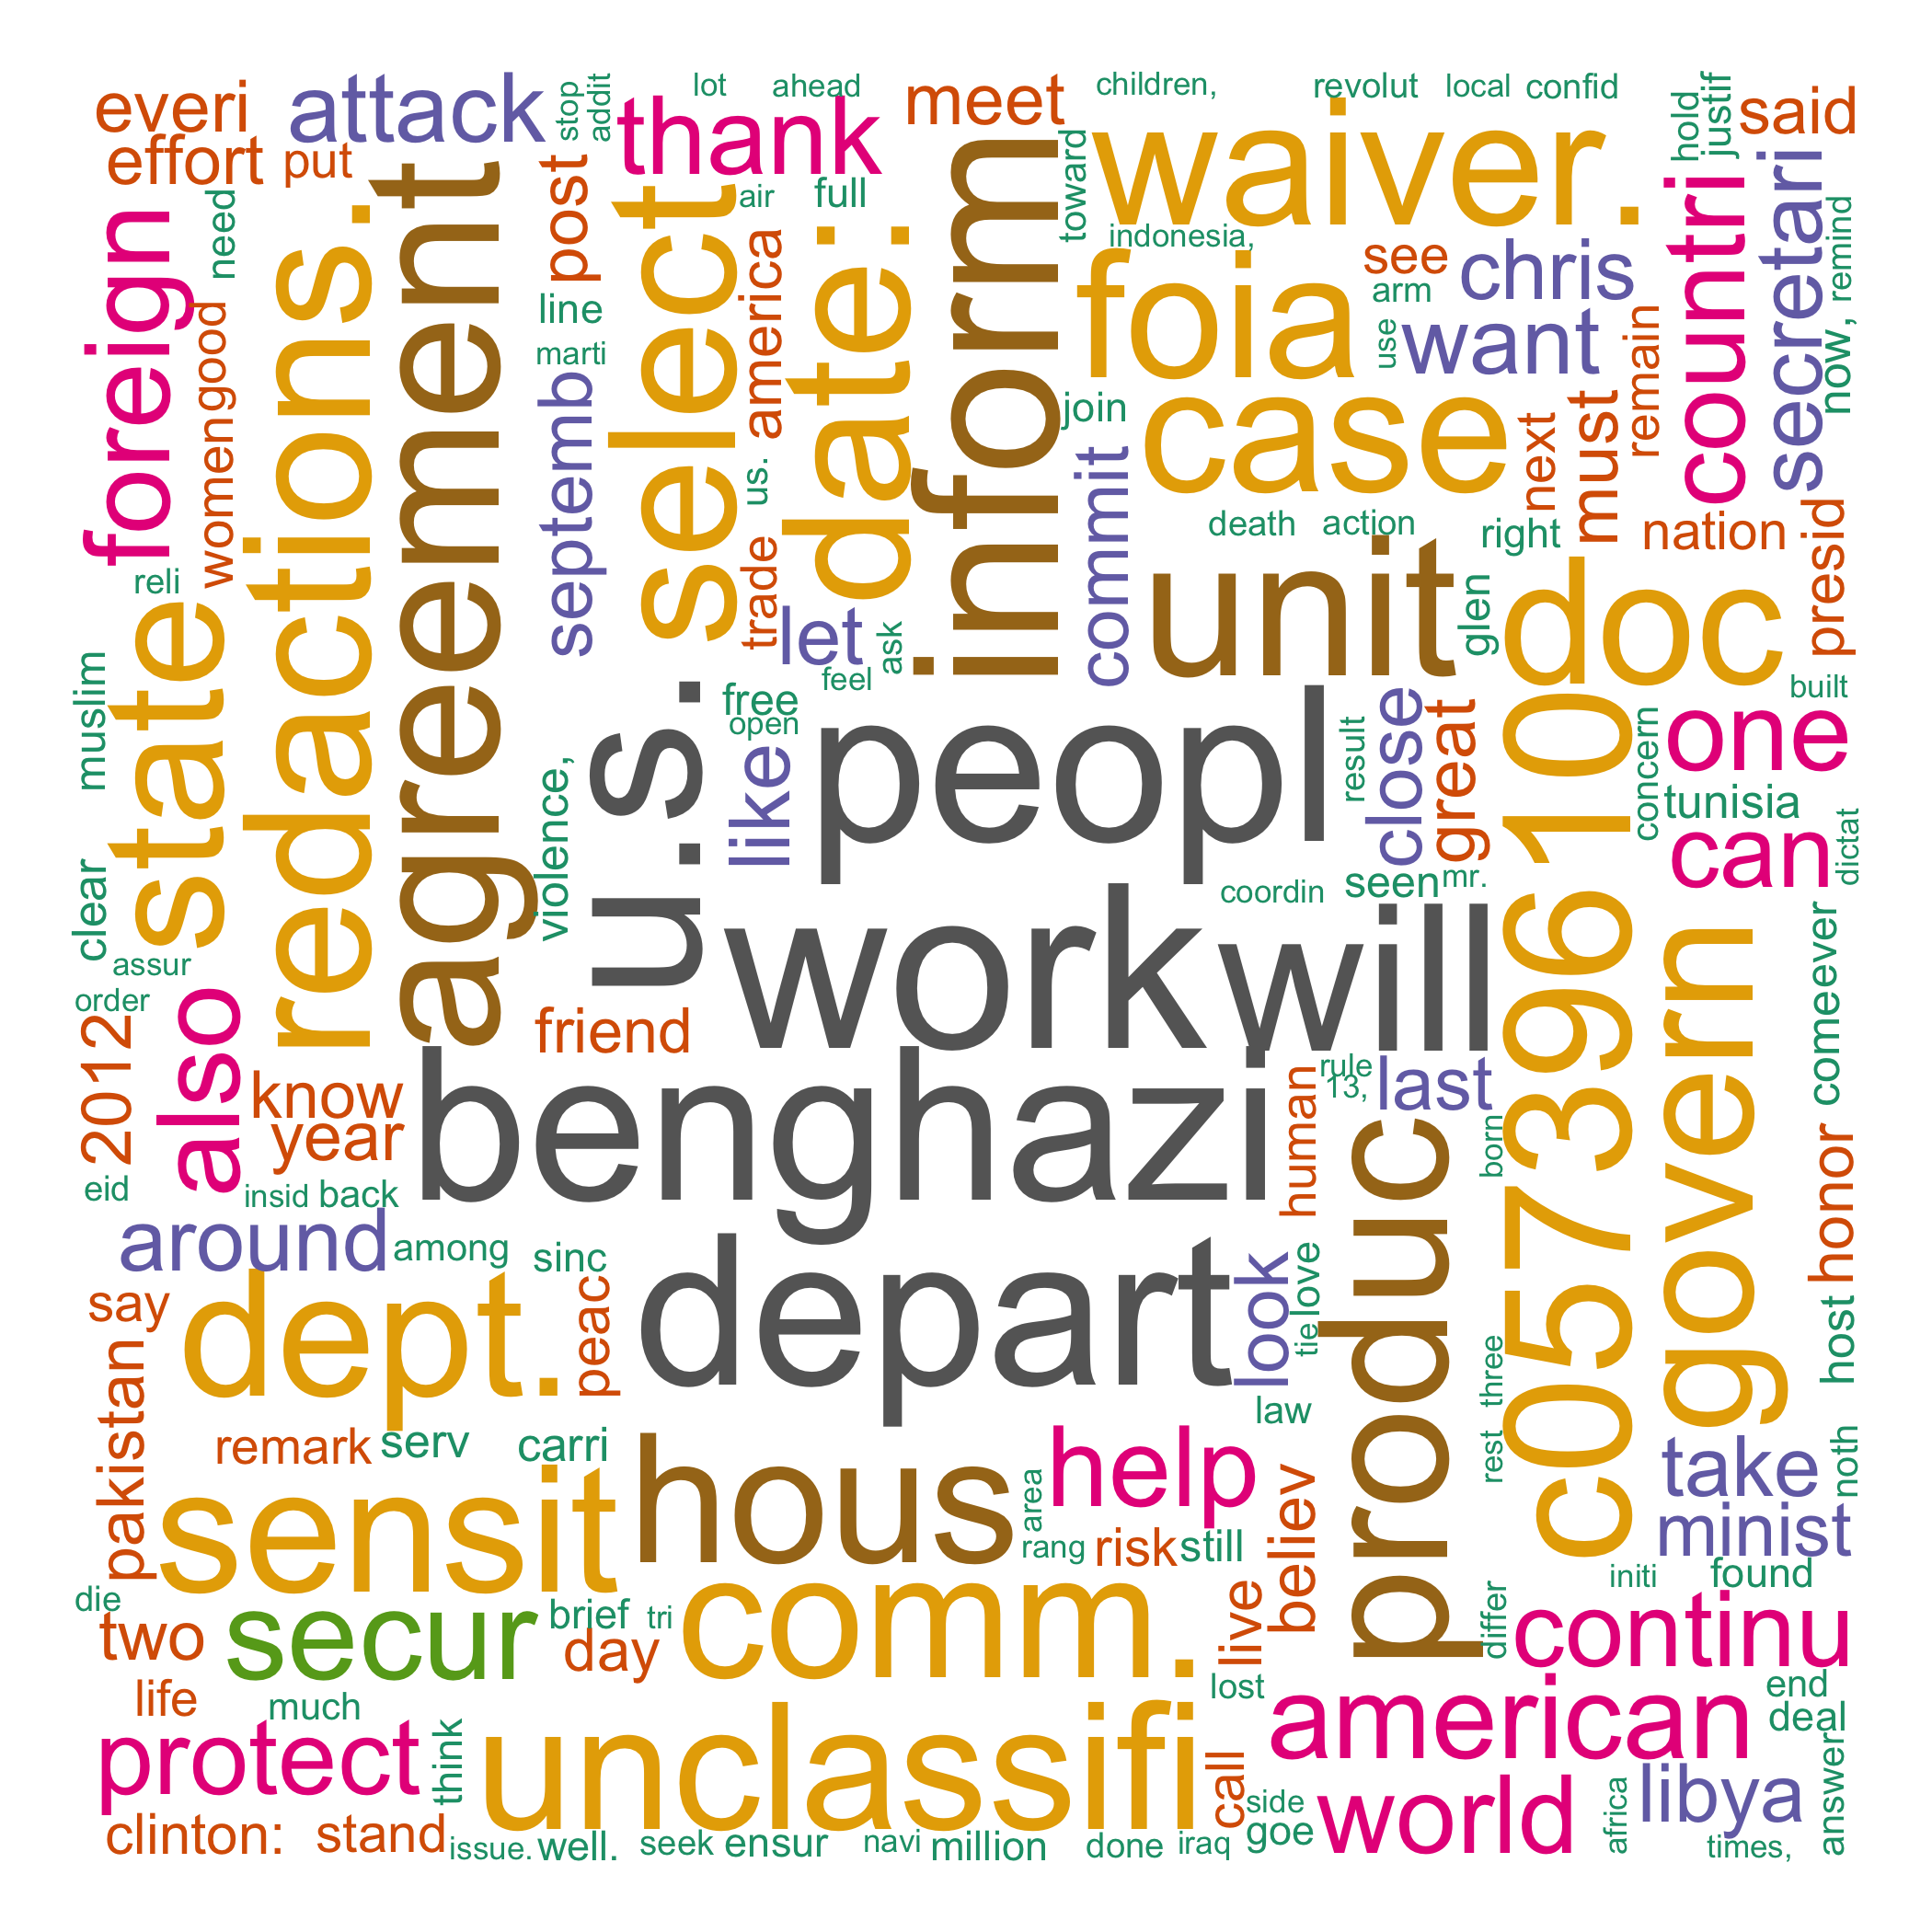 everi
attack
stop
addit
lot
ahead
thank
meet
children,
revolut
local
confid
hold
justif
said
effort
put
need
foreign
redactions.
agreement
post
select
air
full
date:
inform
toward
waiver.
indonesia,
foia
see
arm
chris
use
want
countri
secretari
remind
now,
line
marti
america
womengood
septemb
us.
trade
join
commit
case
next
must
remain
death
action
right
nation
presid
reli
state
let
ask
feel
unit
glen
doc
built
muslim
u.s.
free
open
like
peopl
result
close
great
c05739610
concern
one
tunisia
can
dictat
violence,
clear
assur
order
coordin
seen
mr.
work
will
govern
comeever
2012
also
friend
know
year
benghazi
rule
13,
last
human
born
produc
eid
insid
back
around
among
sinc
depart
look
love
tie
honor
host
say
dept.
peac
pakistan
remark
serv
carri
law
three
rest
sensit
hous
help
area
rang
risk
still
believ
take
noth
minist
die
two
secur
brief
tri
day
comm.
live
differ
initi
found
continu
life
much
lost
protect
think
unclassifi
call
american
end
deal
answer
clinton:
stand
issue.
well.
seek
ensur
navi
million
done
iraq
side
goe
world
africa
libya
times,